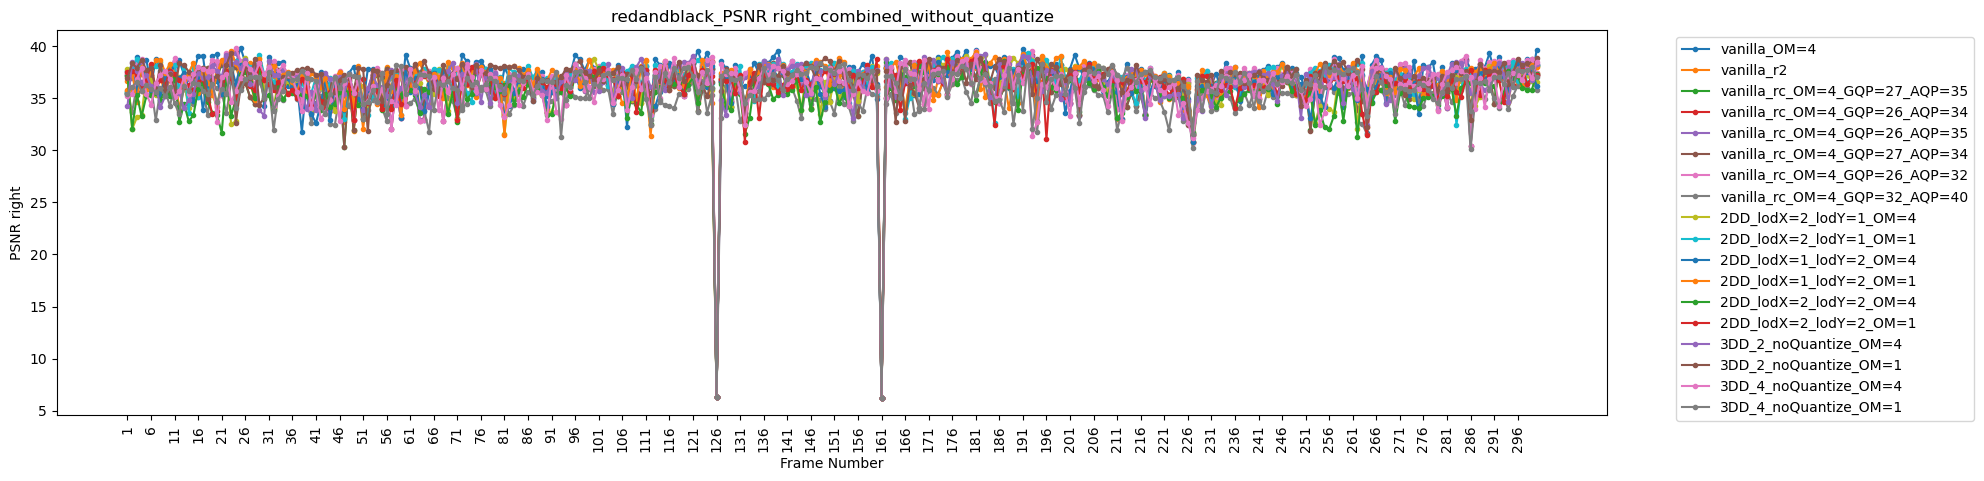 redandblack_PSNR right_combined_without_quantize
PSNR right
40
35
30
25
20
15
10
5
1 6 11 16 21 26 31 36 41 46 51 56 61 66 71 76 81 86 91 96 101 106 111 116 121 126 131 136 141 146 151 156 161 166 171 176 181 186 191 196 201 206 211 216 221 226 231 236 241 246 251 256 261 266 271 276 281 286 291 296
Frame Number
vanilla_OM=4
vanilla_r2
vanilla_rc_OM=4_GQP=27_AQP=35
vanilla_rc_OM=4_GQP=26_AQP=34
vanilla_rc_OM=4_GQP=26_AQP=35
vanilla_rc_OM=4_GQP=27_AQP=34
vanilla_rc_OM=4_GQP=26_AQP=32
vanilla_rc_OM=4_GQP=32_AQP=40
2DD_lodX=2_lodY=1_OM=4
2DD_lodX=2_lodY=1_OM=1
2DD_lodX=1_lodY=2_OM=4
2DD_lodX=1_lodY=2_OM=1
2DD_lodX=2_lodY=2_OM=4
2DD_lodX=2_lodY=2_OM=1
3DD_2_noQuantize_OM=4
3DD_2_noQuantize_OM=1
3DD_4_noQuantize_OM=4
3DD_4_noQuantize_OM=1